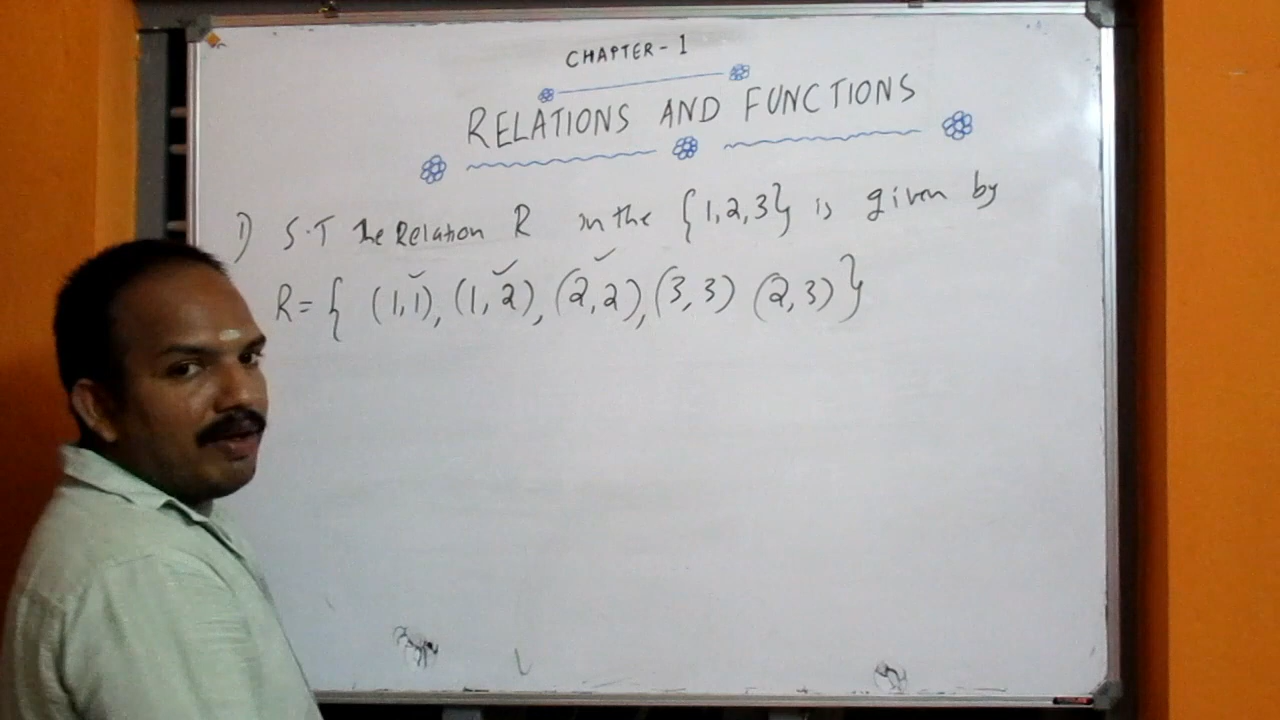 CHAPTER - 1
RELATIONS AND FUNCTIONS
1) S.T the Relation R in the {1,2,3} is given by
R = { (1,1), (1,2), (2,2), (3,3) (2,3) }